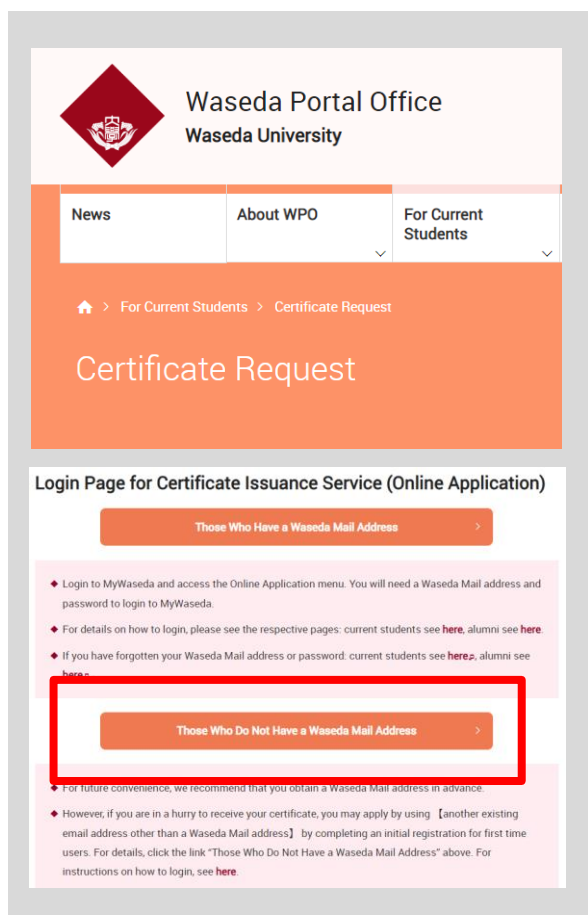 Waseda Portal Office
Waseda University
News
About WPO
For Current
Students
> For Current Students > Certificate Request
Certificate Request
Login Page for Certificate Issuance Service (Online Application)
Those Who Have a Waseda Mail Address >
◆ Login to MyWaseda and access the Online Application menu. You will need a Waseda Mail address and
password to login to MyWaseda.
◆ For details on how to login, please see the respective pages: current students see here, alumni see here.
◆ If you have forgotten your Waseda Mail address or password: current students see here, alumni see
here
Those Who Do Not Have a Waseda Mail Address >
◆ For future convenience, we recommend that you obtain a Waseda Mail address in advance.
◆ However, if you are in a hurry to receive your certificate, you may apply by using 【another existing
email address other than a Waseda Mail address】 by completing an initial registration for first time
users. For details, click the link “Those Who Do Not Have a Waseda Mail Address” above. For
instructions on how to login, see here.